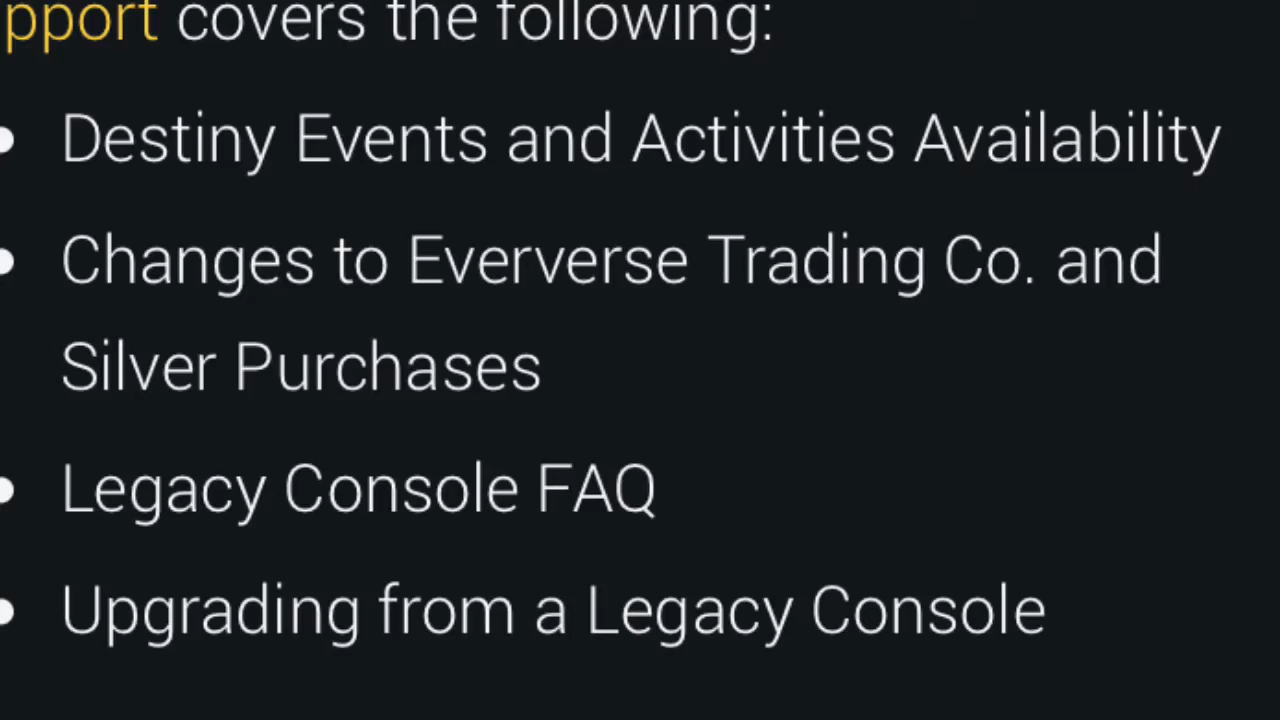 pport covers the following:
• Destiny Events and Activities Availability
• Changes to Eververse Trading Co. and
Silver Purchases
• Legacy Console FAQ
• Upgrading from a Legacy Console